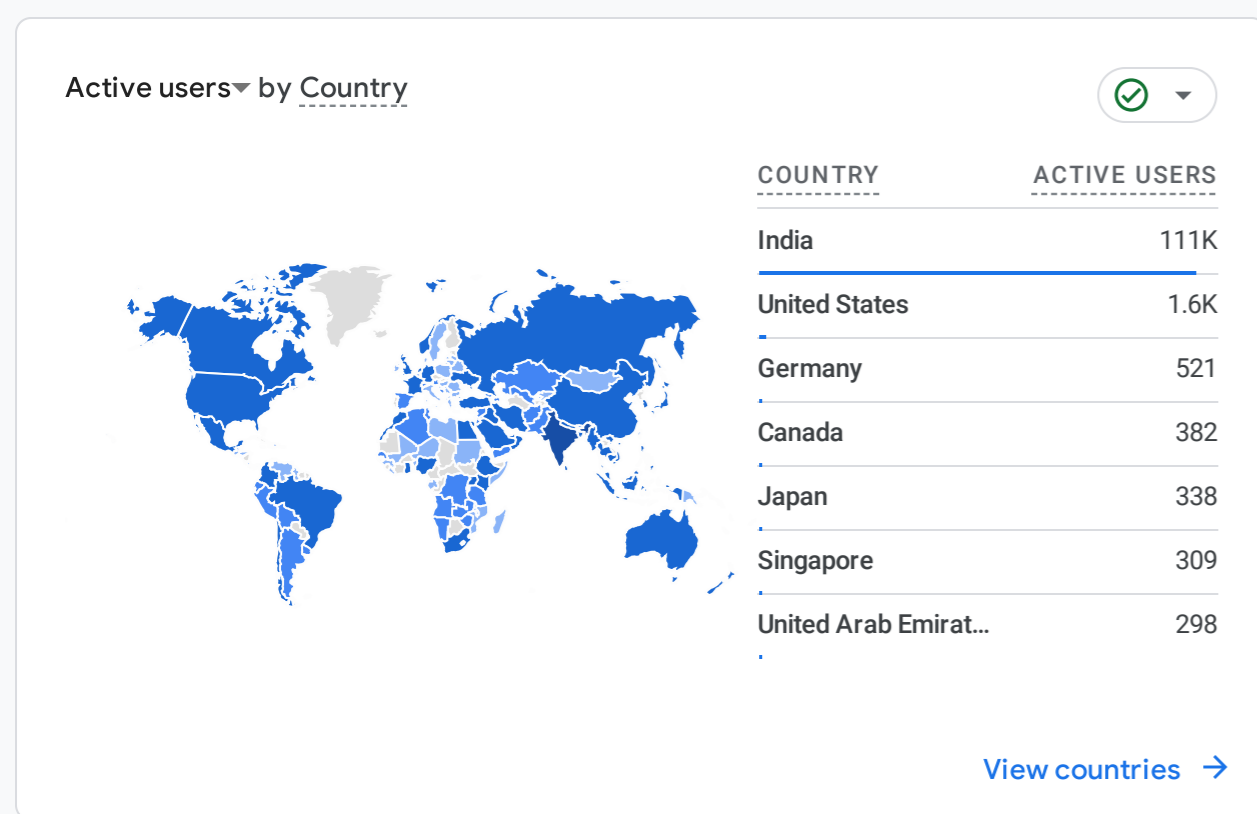 Active users by Country
COUNTRY ACTIVE USERS
India 111K
United States 1.6K
Germany 521
Canada 382
Japan 338
Singapore 309
United Arab Emirat... 298
View countries